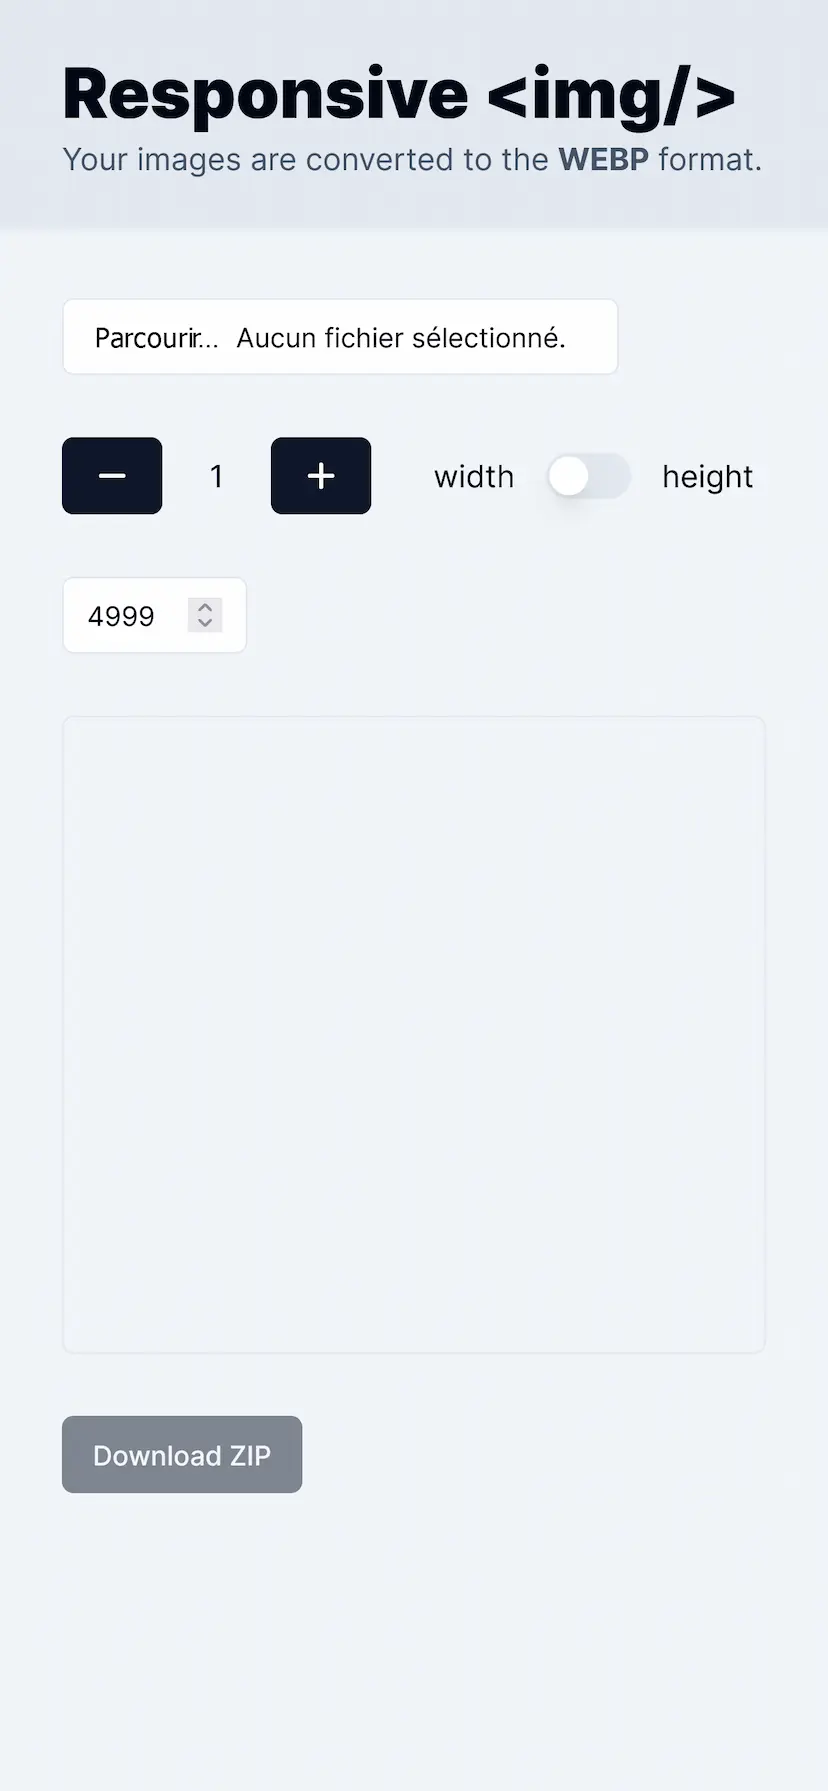 Responsive <img/>
Your images are converted to the WEBP format.
Parcourir... Aucun fichier sélectionné.
− 1 + width height
4999
Download ZIP